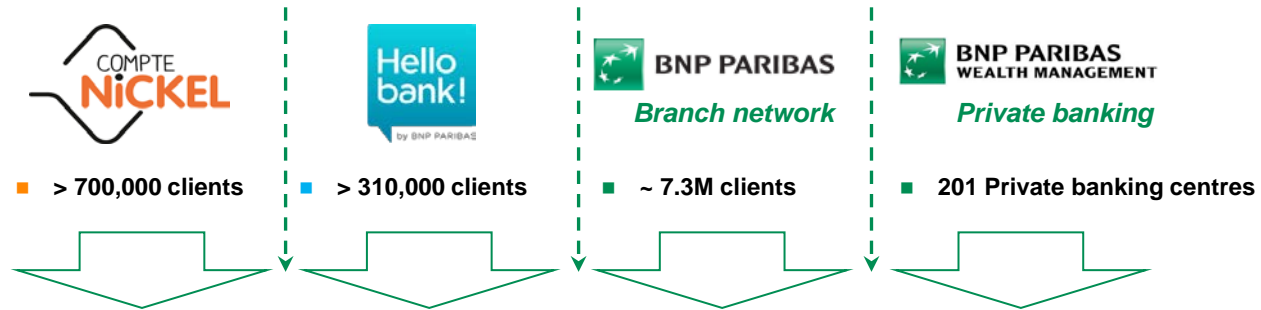 COMPTE
NiCKEL
Hello
bank!
by BNP PARIBAS
BNP PARIBAS
Branch network
BNP PARIBAS
WEALTH MANAGEMENT
Private banking
> 700,000 clients
> 310,000 clients
~ 7.3M clients
201 Private banking centres